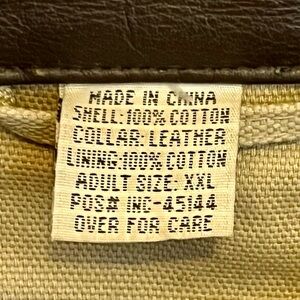 MADE IN CHINA
SHELL:100% COTTON
COLLAR: LEATHER
LINING:100% COTTON
ADULT SIZE: XXL
POS# INC-45144
OVER FOR CARE